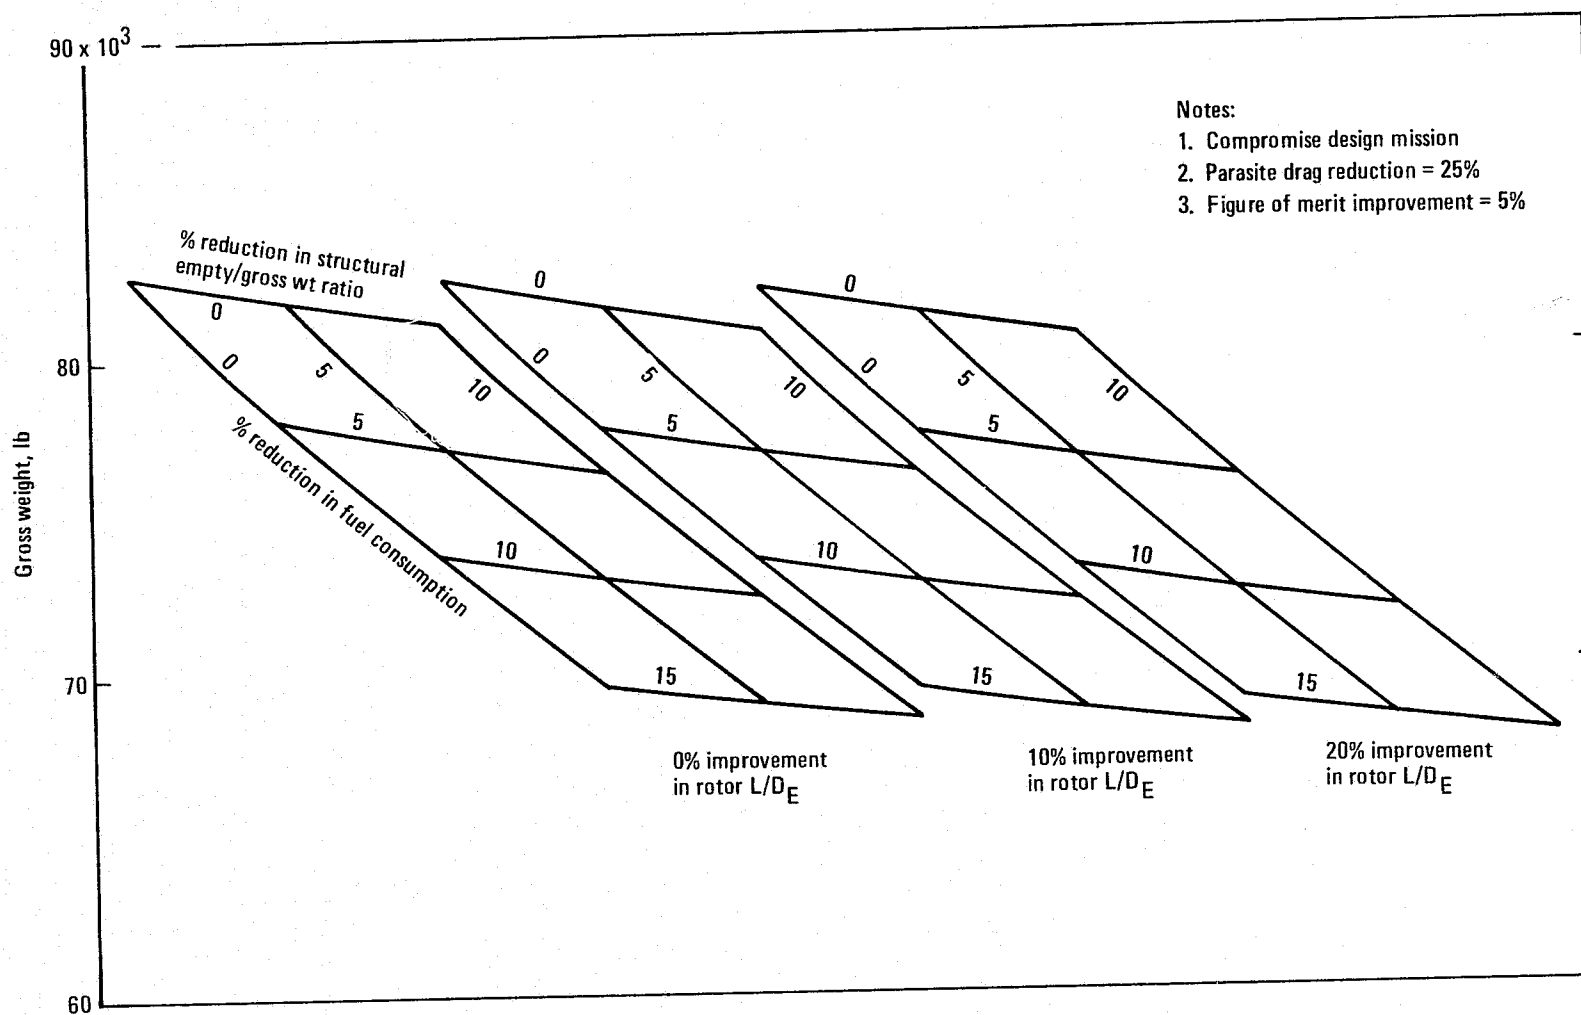 90 x 10³
Notes:
1. Compromise design mission
2. Parasite drag reduction = 25%
3. Figure of merit improvement = 5%
% reduction in structural
empty/gross wt ratio
0
0
0
0
0
0
5
5
5
10
10
10
80
5
5
5
Gross weight, lb
% reduction in fuel consumption
10
10
10
70
15
15
15
0% improvement
in rotor L/D_E
10% improvement
in rotor L/D_E
20% improvement
in rotor L/D_E
60